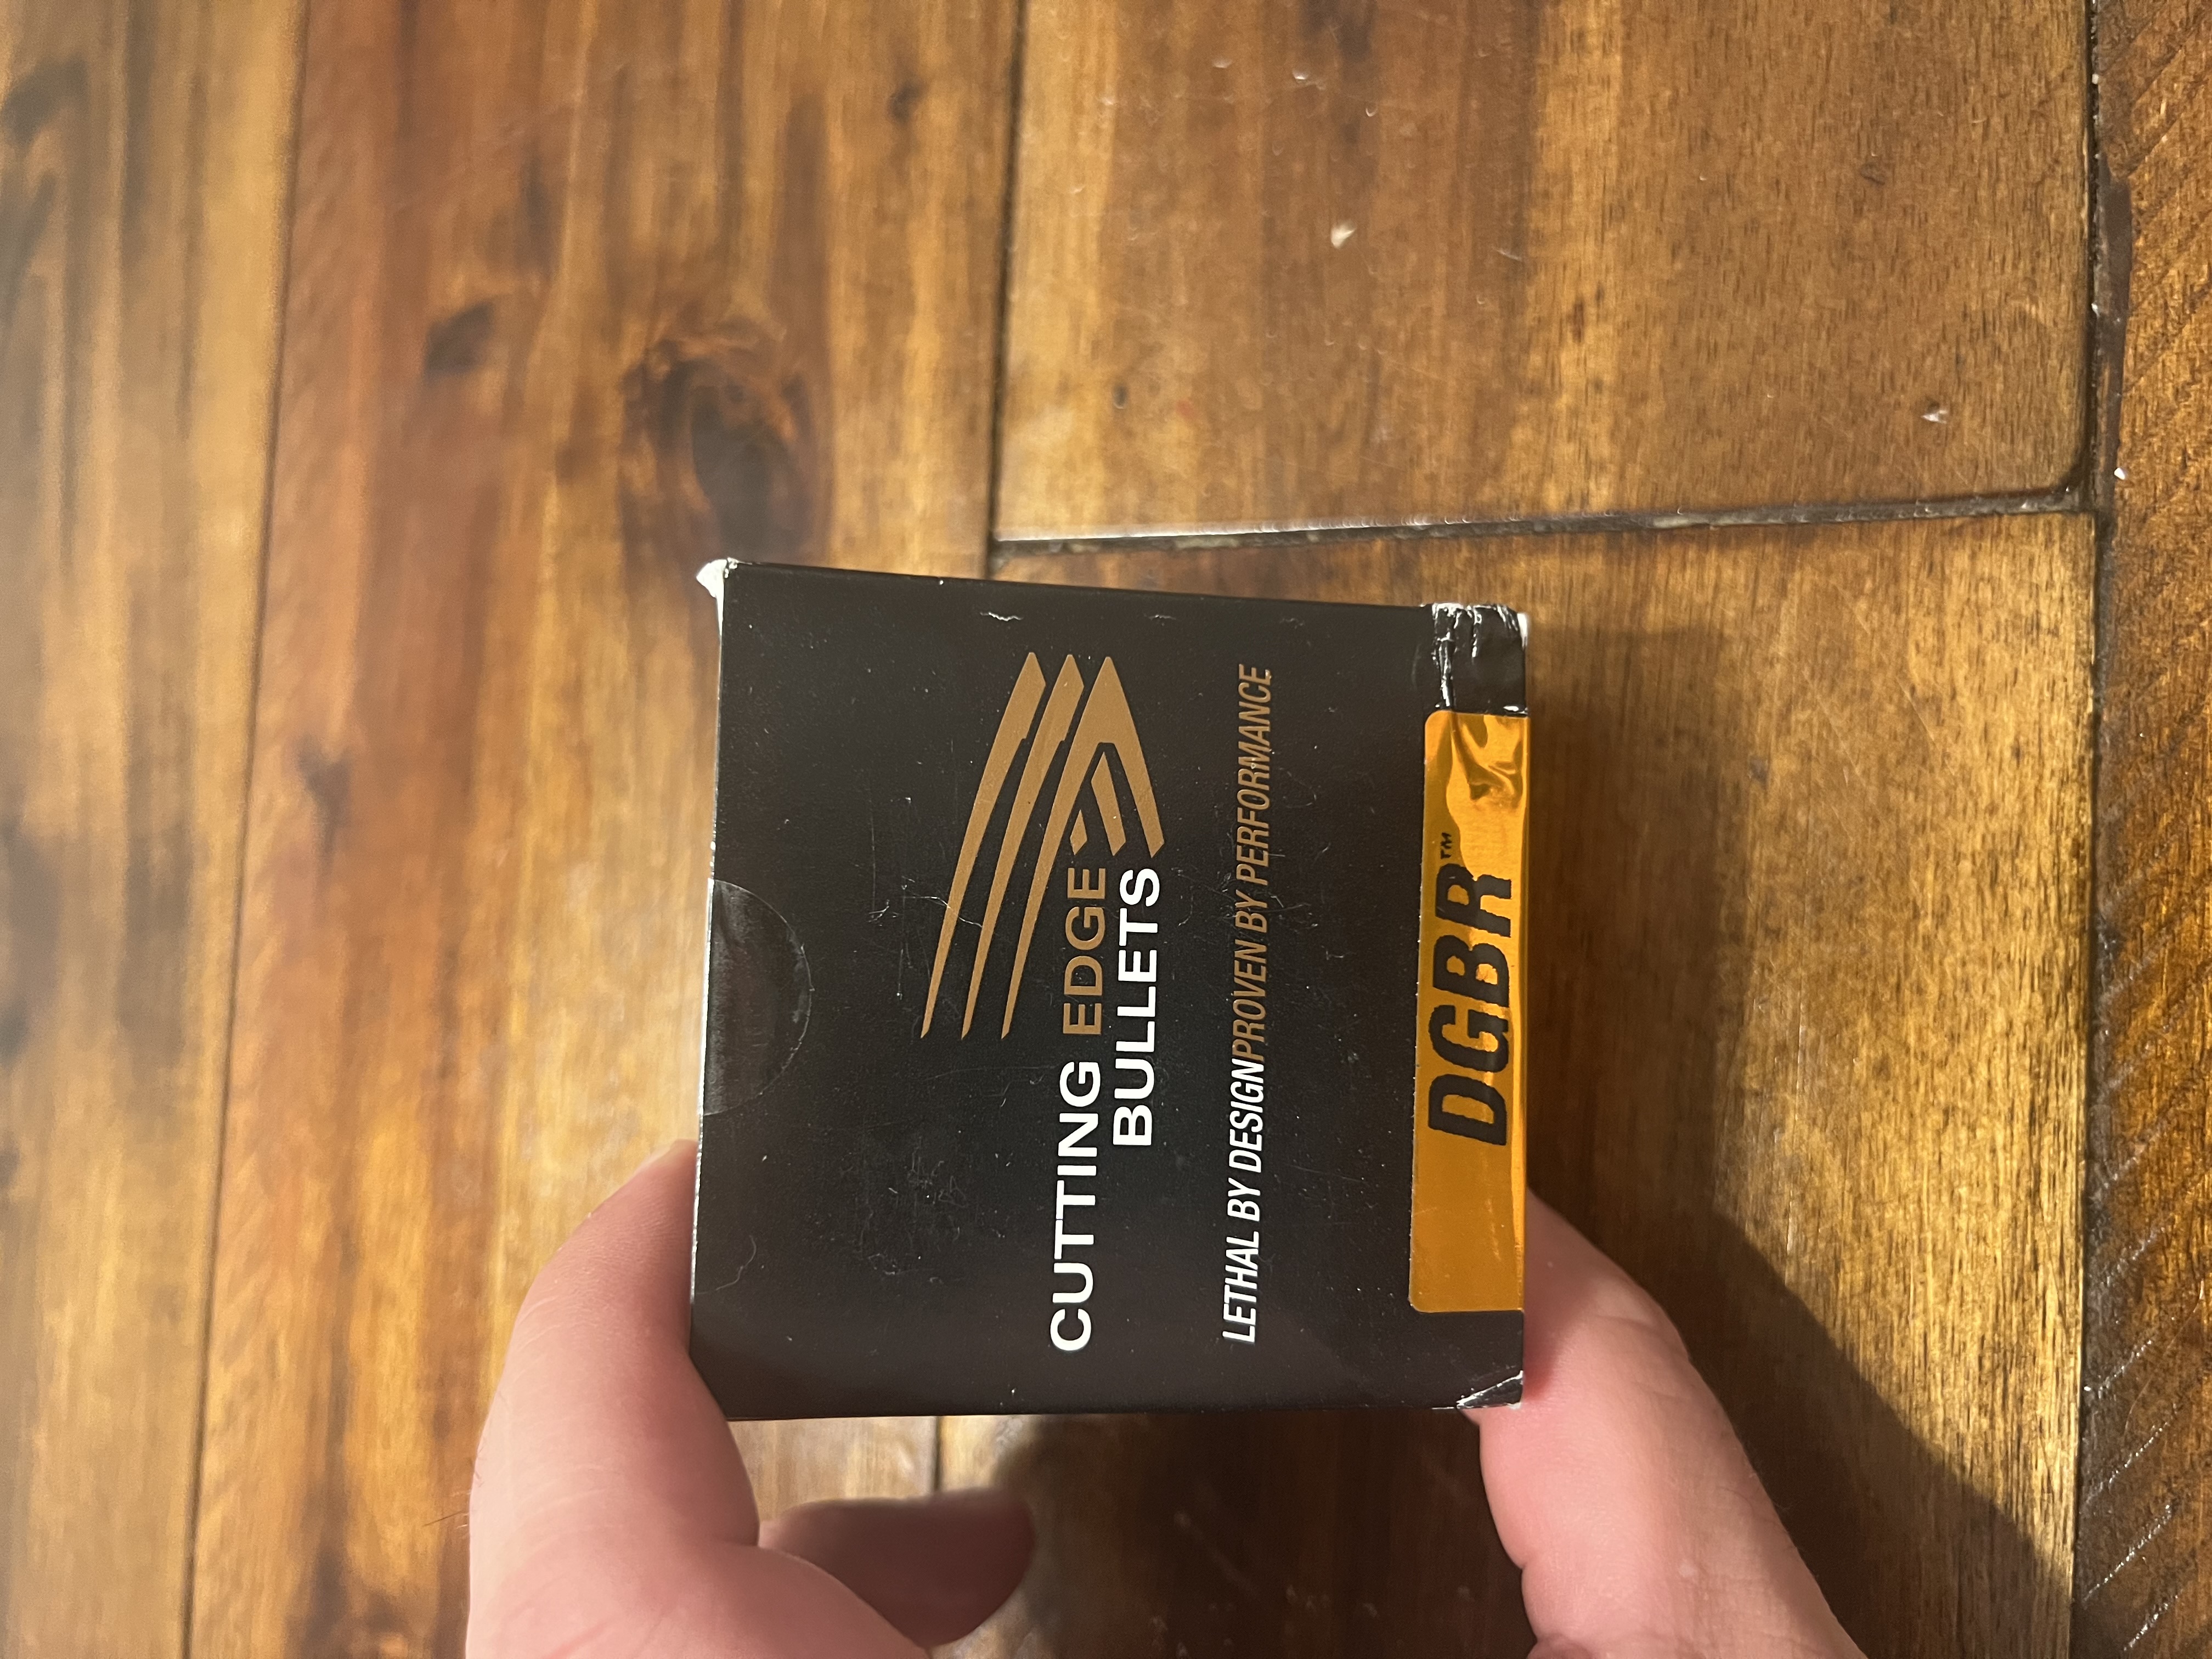 CUTTING EDGE
BULLETS
LETHAL BY DESIGNPROVEN BY PERFORMANCE
DGBR™